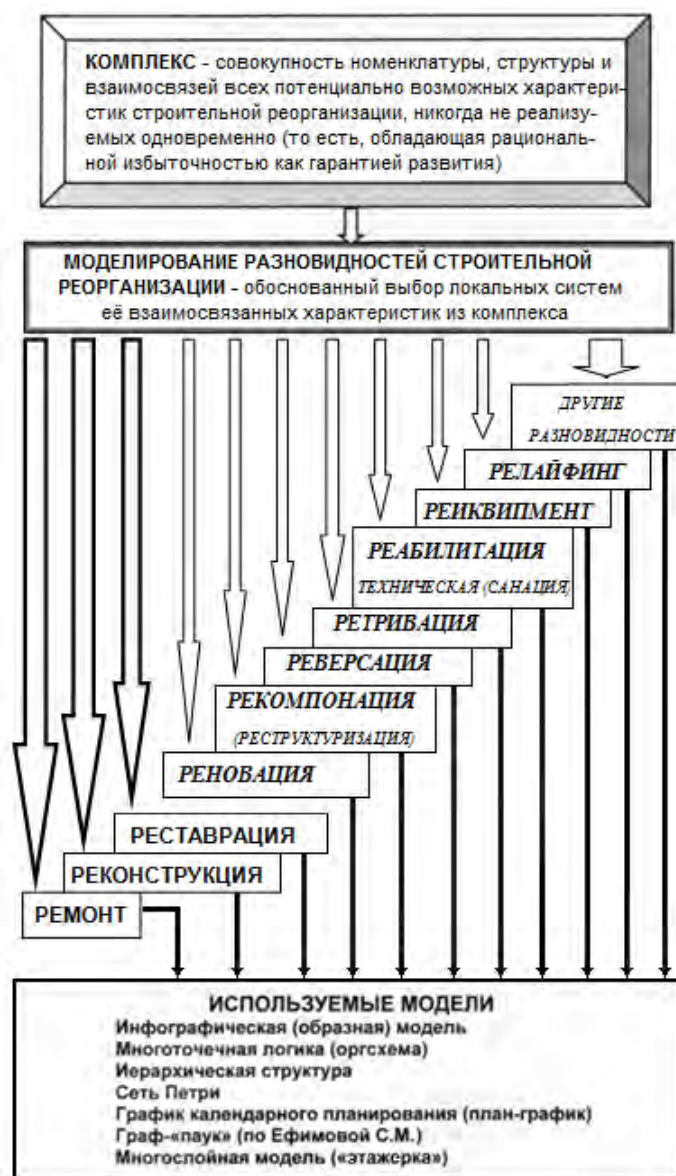 КОМПЛЕКС - совокупность номенклатуры, структуры и
взаимосвязей всех потенциально возможных характери-
стик строительной реорганизации, никогда не реализу-
емых одновременно (то есть, обладающая рациональ-
ной избыточностью как гарантией развития)
МОДЕЛИРОВАНИЕ РАЗНОВИДНОСТЕЙ СТРОИТЕЛЬНОЙ
РЕОРГАНИЗАЦИИ - обоснованный выбор локальных систем
её взаимосвязанных характеристик из комплекса
ДРУГИЕ
РАЗНОВИДНОСТИ
РЕЛАЙФИНГ
РЕИКВИПМЕНТ
РЕАБИЛИТАЦИЯ
ТЕХНИЧЕСКАЯ (САНАЦИЯ)
РЕТРИВАЦИЯ
РЕВЕРСАЦИЯ
РЕКОМПОНАЦИЯ
(РЕСТРУКТУРИЗАЦИЯ)
РЕНОВАЦИЯ
РЕСТАВРАЦИЯ
РЕКОНСТРУКЦИЯ
РЕМОНТ
ИСПОЛЬЗУЕМЫЕ МОДЕЛИ
Инфографическая (образная) модель
Многоточечная логика (оргсхема)
Иерархическая структура
Сеть Петри
График календарного планирования (план-график)
Граф-«паук» (по Ефимовой С.М.)
Многослойная модель («этажерка»)